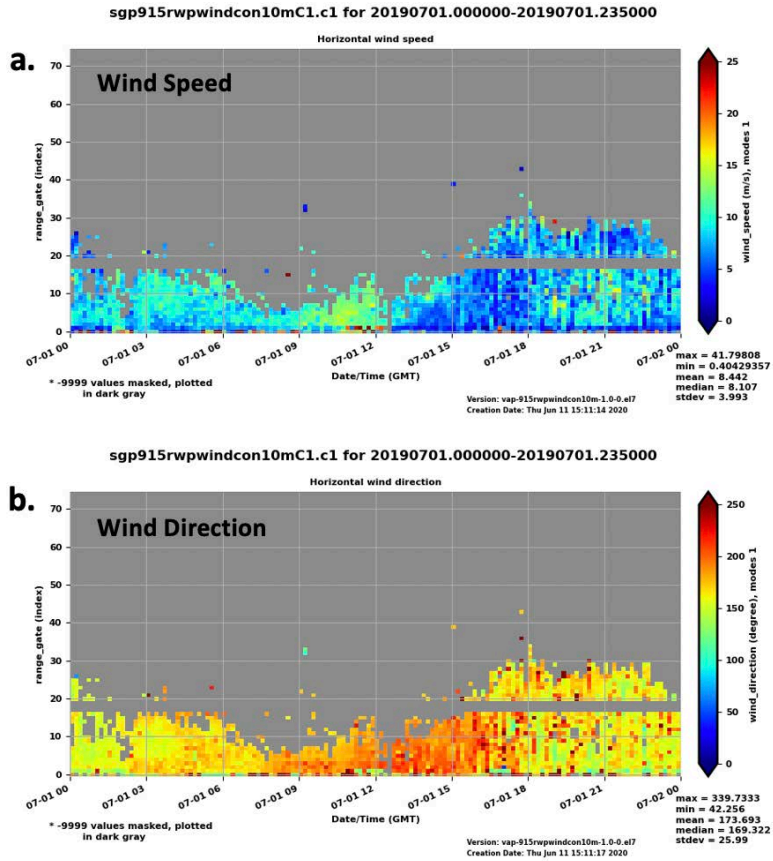 sgp915rwpwindcon10mC1.c1 for 20190701.000000-20190701.235000
Horizontal wind speed
a.
Wind Speed
70
60
50
40
30
20
10
0
range_gate (index)
07-01 00
07-01 03
07-01 06
07-01 09
07-01 12
07-01 15
07-01 18
07-01 21
07-02 00
Date/Time (GMT)
25
20
15
10
5
0
wind_speed (m/s), modes 1
* -9999 values masked, plotted
in dark gray
Version: vap-915rwpwindcon10m-1.0-0.el7
Creation Date: Thu Jun 11 15:11:14 2020
max = 41.79808
min = 0.40429357
mean = 8.442
median = 8.107
stdev = 3.993
sgp915rwpwindcon10mC1.c1 for 20190701.000000-20190701.235000
Horizontal wind direction
b.
Wind Direction
70
60
50
40
30
20
10
0
range_gate (index)
07-01 00
07-01 03
07-01 06
07-01 09
07-01 12
07-01 15
07-01 18
07-01 21
07-02 00
Date/Time (GMT)
250
200
150
100
50
0
wind_direction (degree), modes 1
* -9999 values masked, plotted
in dark gray
Version: vap-915rwpwindcon10m-1.0-0.el7
Creation Date: Thu Jun 11 15:11:17 2020
max = 339.7333
min = 42.256
mean = 173.693
median = 169.322
stdev = 25.99